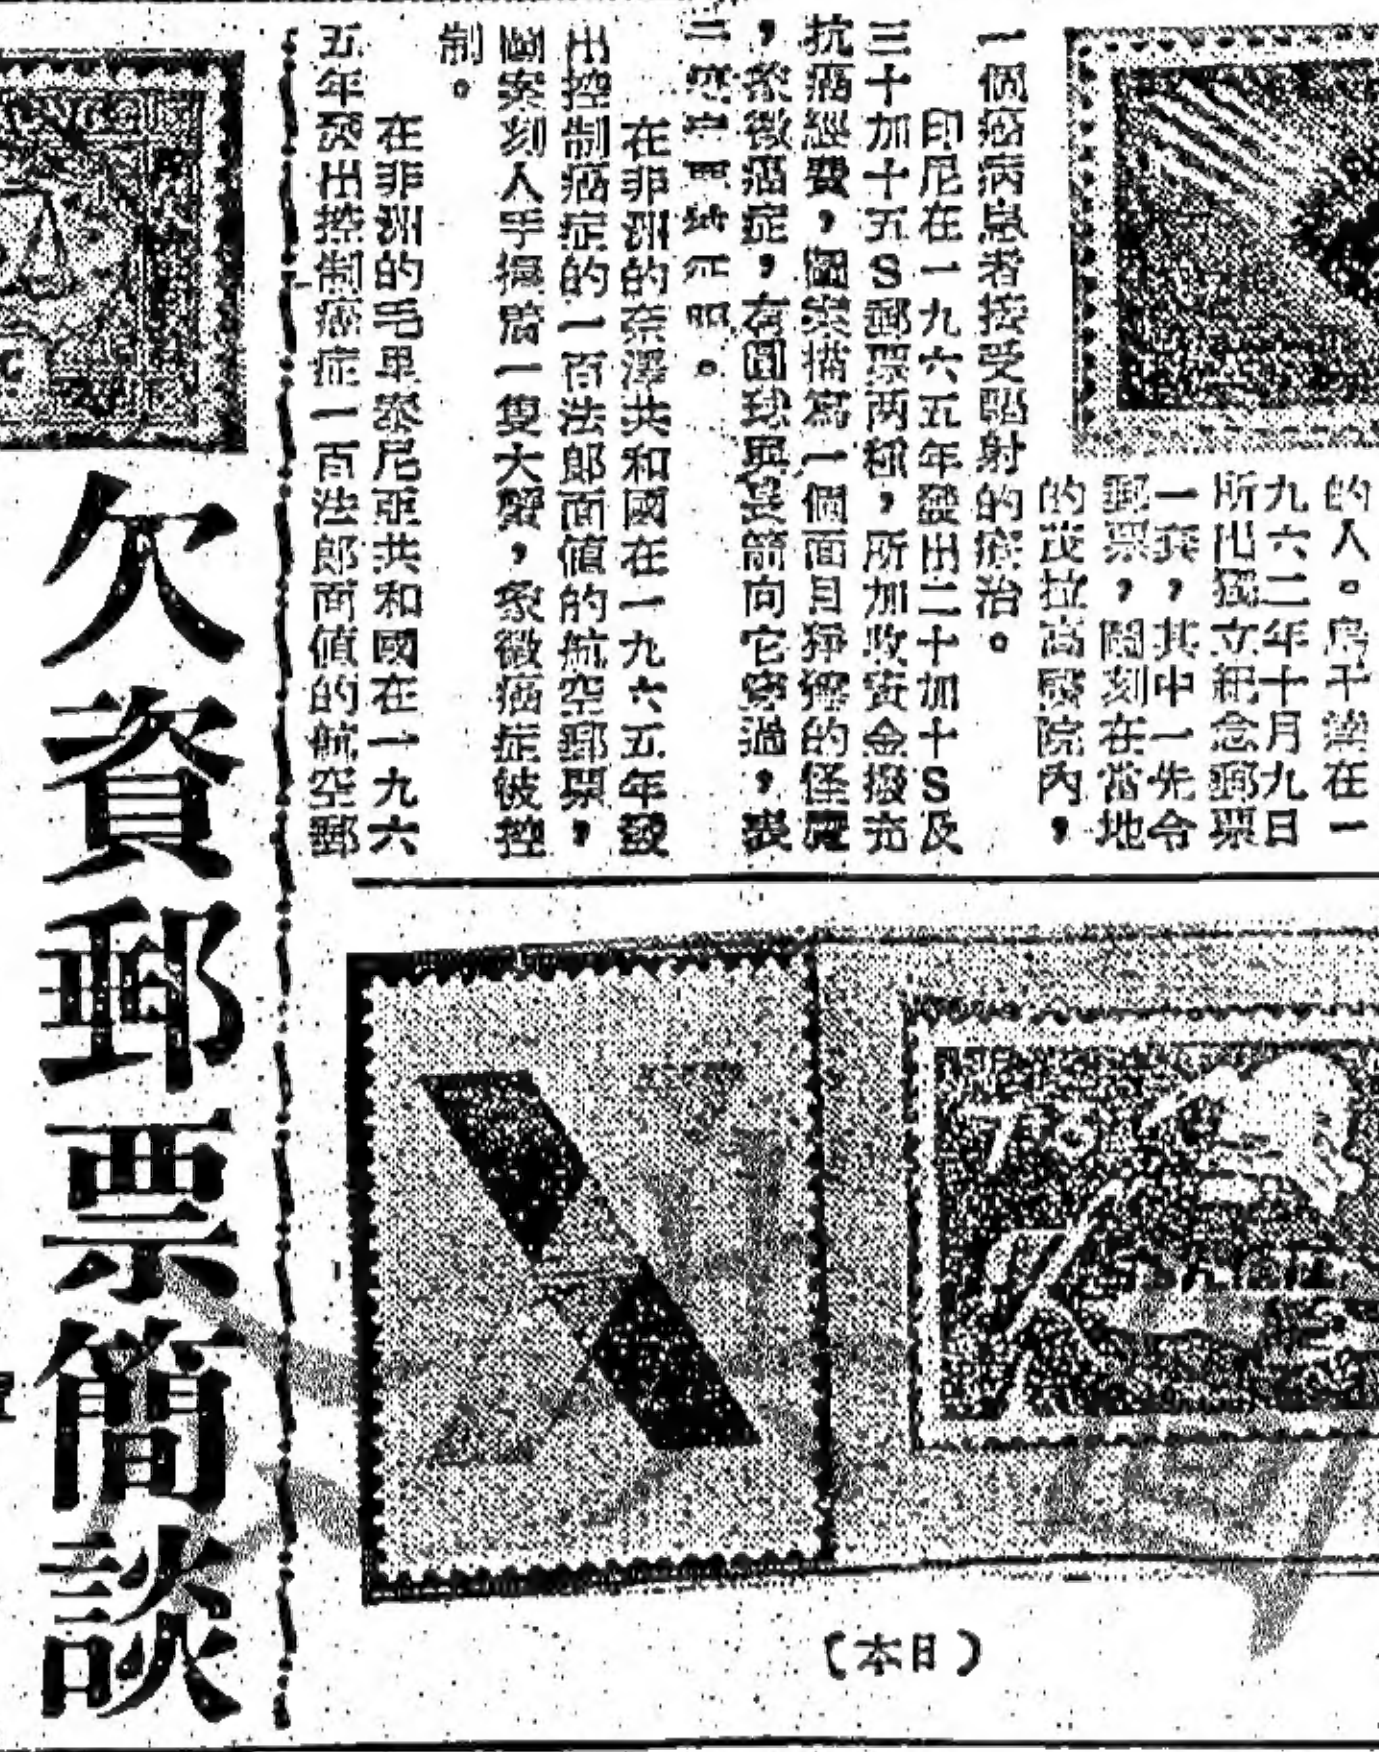 的人。烏干達在一
九六二年十月九日
所出獨立紀念郵票
一套,其中一先令
郵票,圖刻在當地
的茂拉高醫院內,
一個癌病患者接受輻射的療治。
印尼在一九六五年發出二十加十S及
三十加十五S郵票两種,所加收資金撥充
抗癌經費,圖案描寫一個面目猙獰的怪魔
,象徵癌症,有圓球與長箭向它穿過,表
在非洲的奈澤共和國在一九六五年發
出控制癌症的一百法郎面值的航空郵票,
圖案刻人手撫着一隻大蟹,象徵癌症被控
制。
在非洲的毛里泰尼亞共和國在一九六
五年發出控制癌症一百法郎面值的航空郵
欠資郵票簡談
〔本日〕